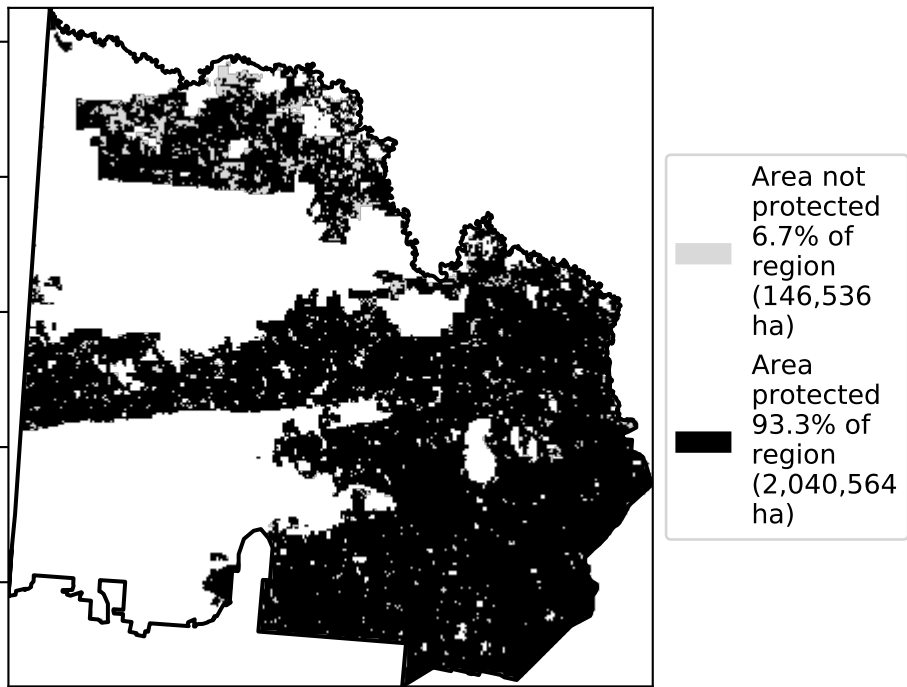 Area not
protected
6.7% of
region
(146,536
ha)
Area
protected
93.3% of
region
(2,040,564
ha)